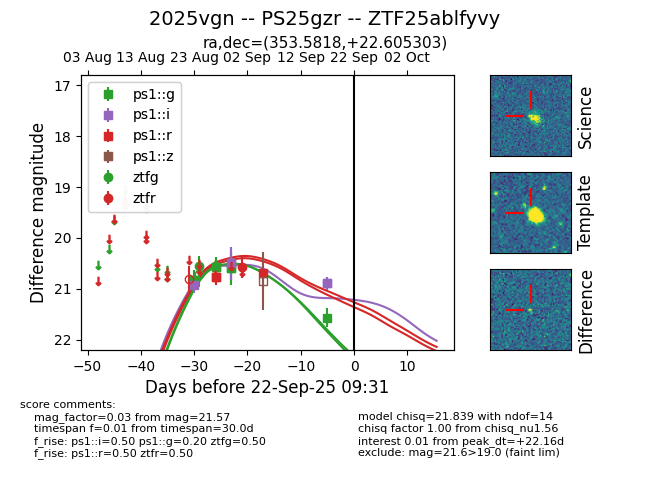 2025vgn -- PS25gzr -- ZTF25ablfyvy
ra,dec=(353.5818,+22.605303)
03 Aug 13 Aug 23 Aug 02 Sep 12 Sep 22 Sep 02 Oct
17
18
19
20
21
22
Difference magnitude
ps1::g
ps1::i
ps1::r
ps1::z
ztfg
ztfr
−50 −40 −30 −20 −10 0 10
Days before 22-Sep-25 09:31
Science
Template
Difference
score comments:
mag_factor=0.03 from mag=21.57
timespan f=0.01 from timespan=30.0d
f_rise: ps1::i=0.50 ps1::g=0.20 ztfg=0.50
f_rise: ps1::r=0.50 ztfr=0.50
model chisq=21.839 with ndof=14
chisq factor 1.00 from chisq_nu1.56
interest 0.01 from peak_dt=+22.16d
exclude: mag=21.6>19.0 (faint lim)